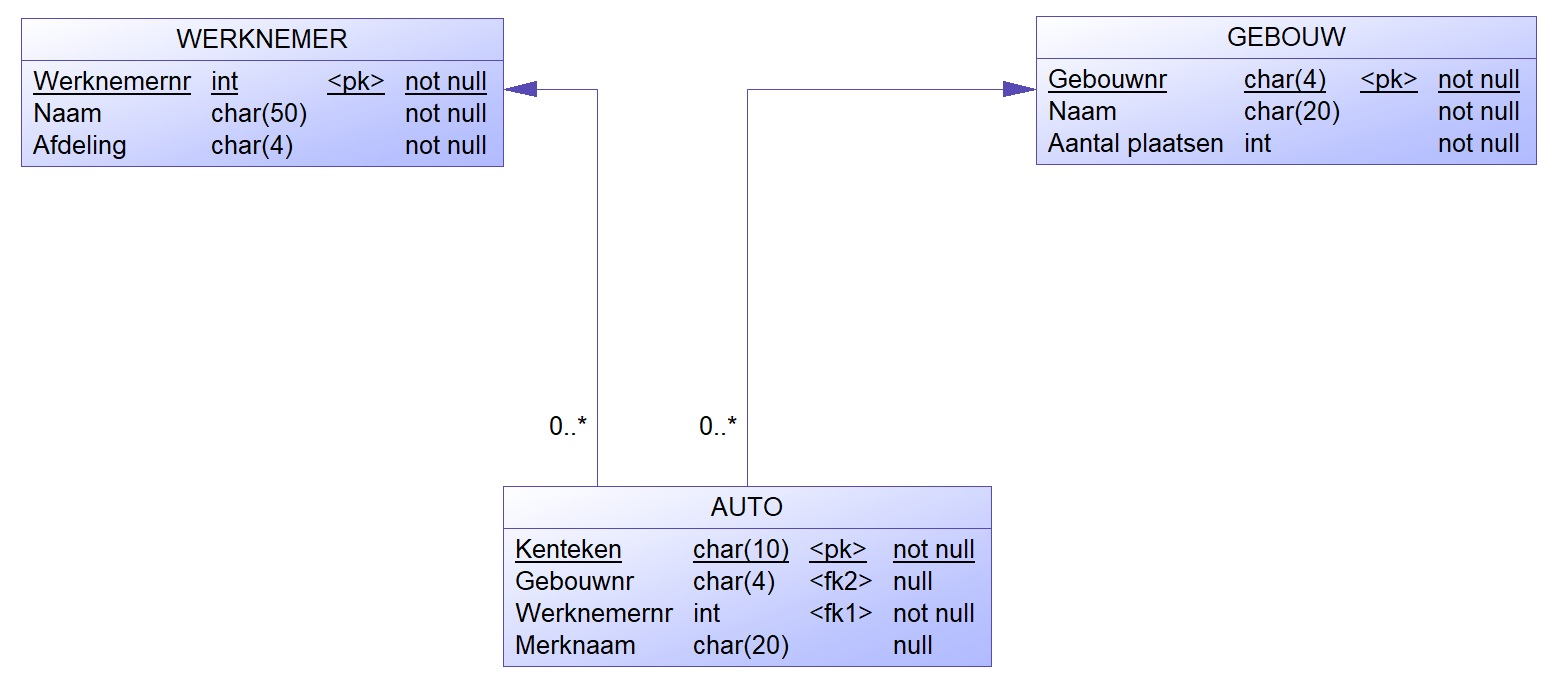 WERKNEMER
Werknemernr int <pk> not null
Naam char(50) not null
Afdeling char(4) not null
GEBOUW
Gebouwnr char(4) <pk> not null
Naam char(20) not null
Aantal plaatsen int not null
0..*
0..*
AUTO
Kenteken char(10) <pk> not null
Gebouwnr char(4) <fk2> null
Werknemernr int <fk1> not null
Merknaam char(20) null